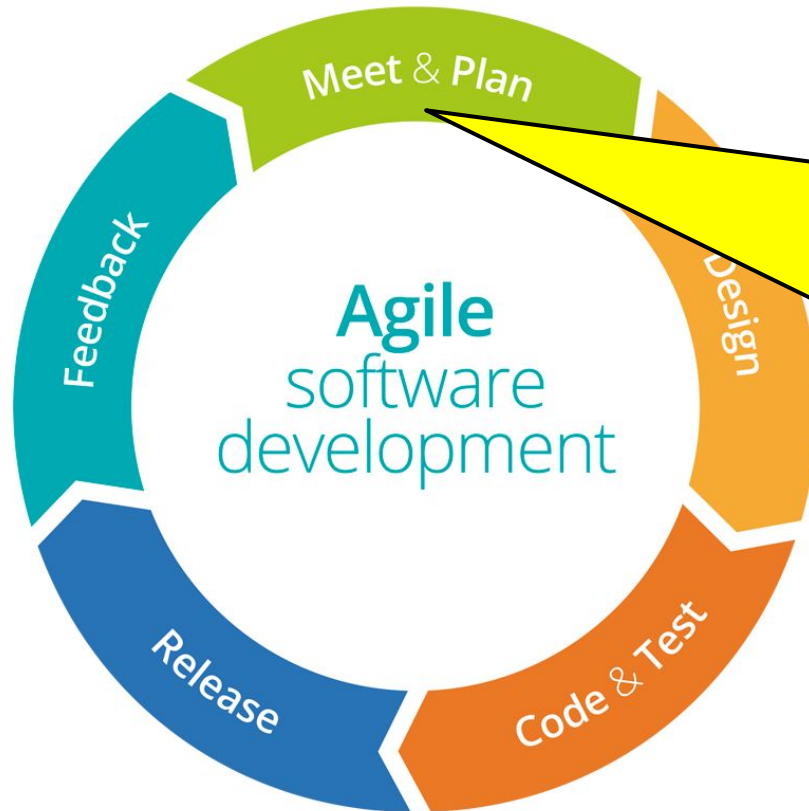 Meet & Plan
Design
Code & Test
Release
Feedback
Agile
software
development